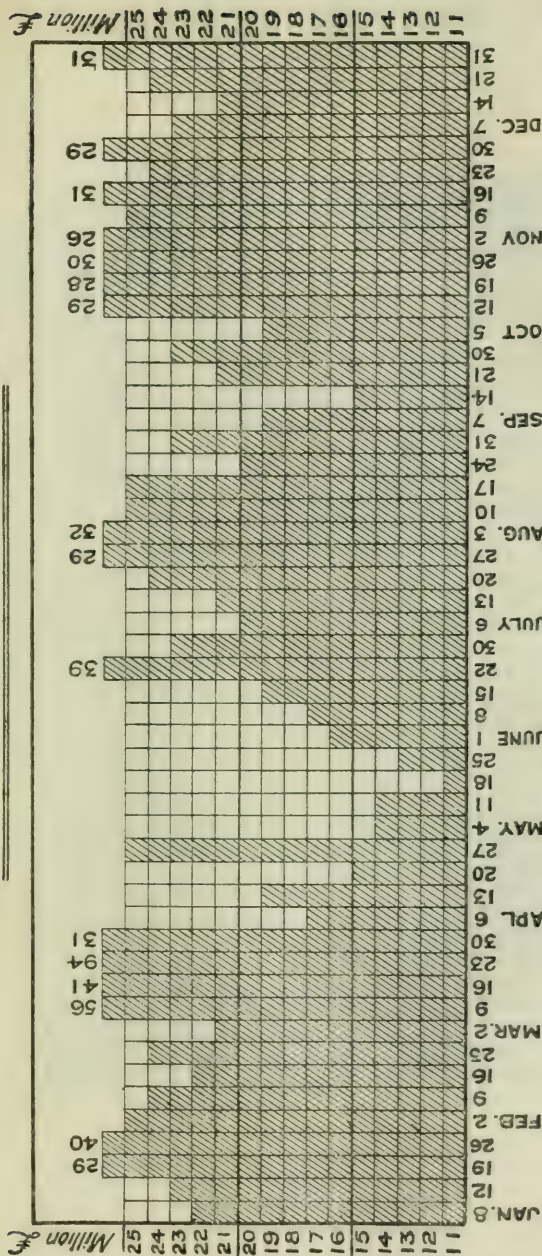 11 12 13 14 15 16 17 18 19 20 21 22 23 24 25 £ Million
JAN. 8
12
19 29
26 40
FEB. 2
9
16
23
MAR. 2
9 56
16 41
23 94
30 31
APL 6
13
20
27
MAY. 4
11
18
25
JUNE 1
8
15
22 39
30
JULY 6
13
20
27 29
AUG. 3 32
10
17
24
31
SEP. 7
14
21
30
OCT 5
12 29
19 28
26 30
NOV 2 26
9
16 31
23
30 29
DEC. 7
14
21
31 31
11 12 13 14 15 16 17 18 19 20 21 22 23 24 25 £ Million